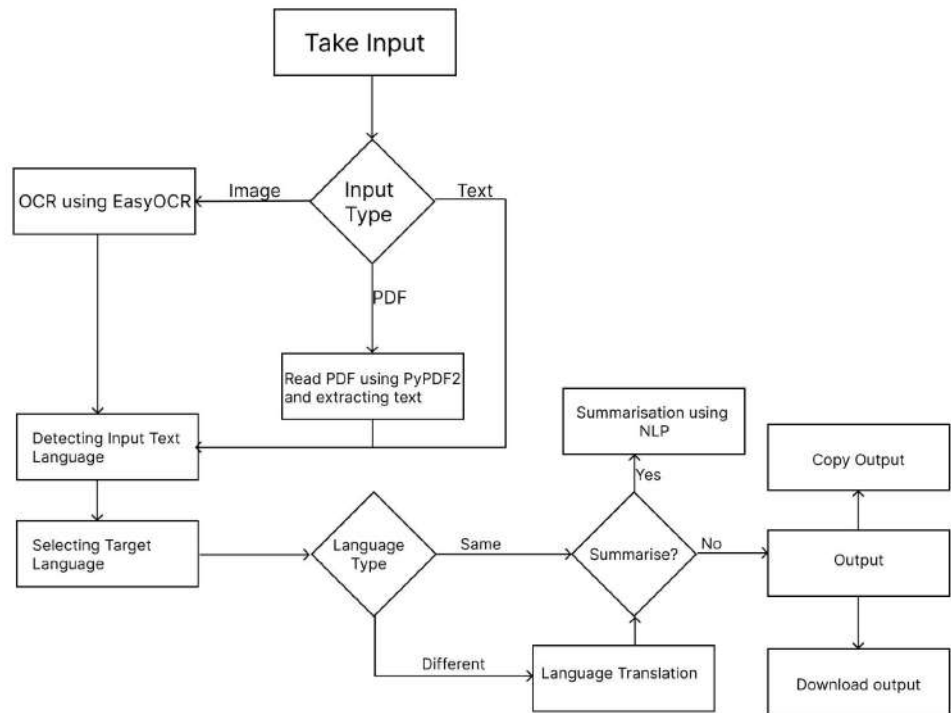 Take Input
Image
Input
Type
Text
OCR using EasyOCR
PDF
Read PDF using PyPDF2
and extracting text
Detecting Input Text
Language
Summarisation using
NLP
Copy Output
Yes
Selecting Target
Language
Language
Type
Same
Summarise?
No
Output
Different
Language Translation
Download output